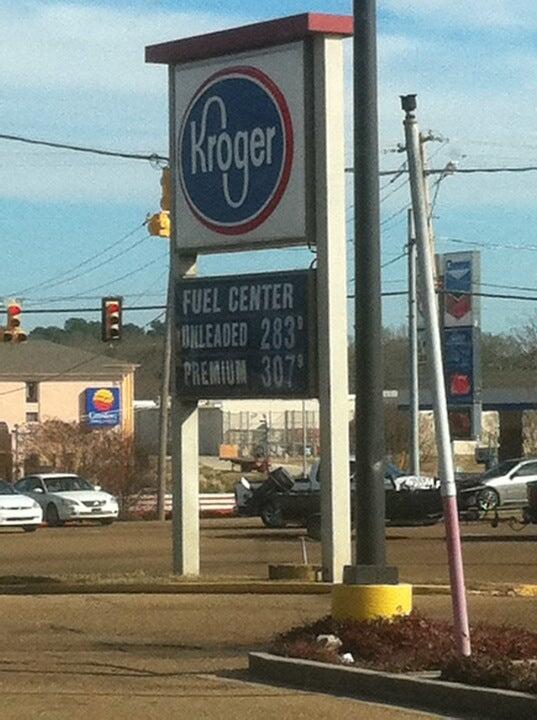 Kroger
FUEL CENTER
UNLEADED 283⁹
PREMIUM 307⁹